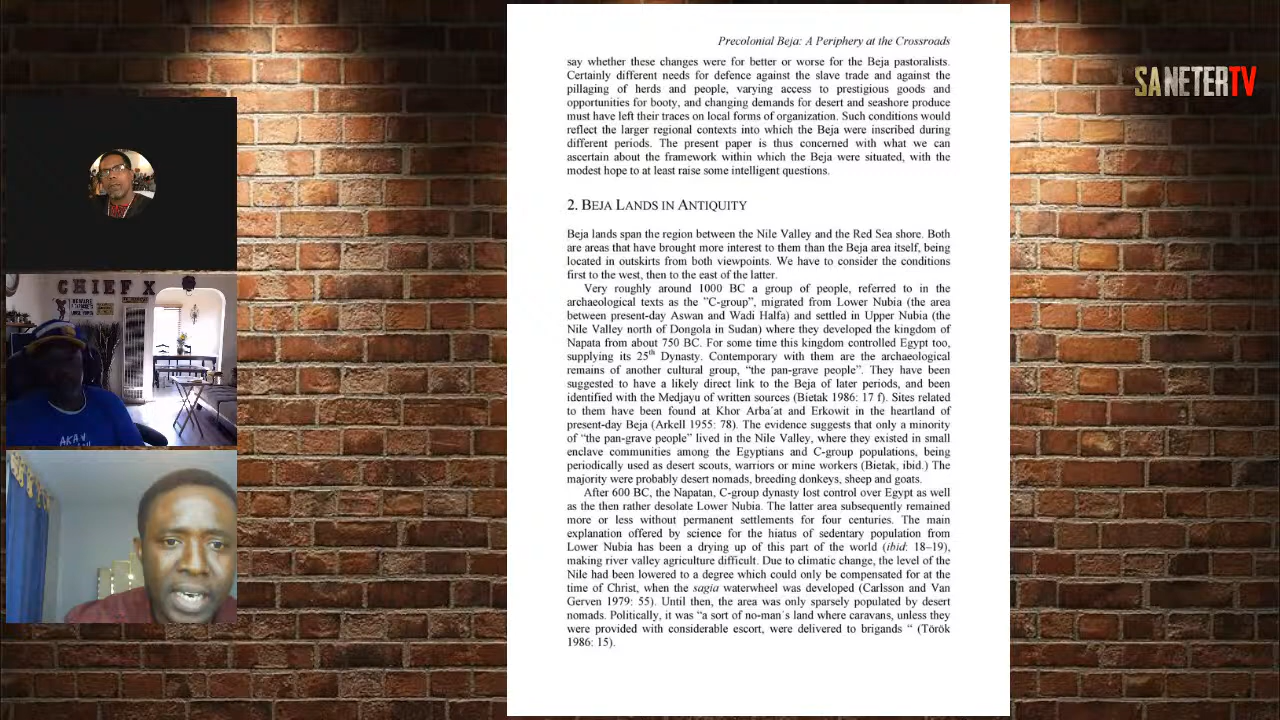 Precolonial Beja: A Periphery at the Crossroads
say whether these changes were for better or worse for the Beja pastoralists.
Certainly different needs for defence against the slave trade and against the
pillaging of herds and people, varying access to prestigious goods and
opportunities for booty, and changing demands for desert and seashore produce
must have left their traces on local forms of organization. Such conditions would
reflect the larger regional contexts into which the Beja were inscribed during
different periods. The present paper is thus concerned with what we can
ascertain about the framework within which the Beja were situated, with the
modest hope to at least raise some intelligent questions.
2. BEJA LANDS IN ANTIQUITY
Beja lands span the region between the Nile Valley and the Red Sea shore. Both
are areas that have brought more interest to them than the Beja area itself, being
located in outskirts from both viewpoints. We have to consider the conditions
first to the west, then to the east of the latter.
Very roughly around 1000 BC a group of people, referred to in the
archaeological texts as the "C-group", migrated from Lower Nubia (the area
between present-day Aswan and Wadi Halfa) and settled in Upper Nubia (the
Nile Valley north of Dongola in Sudan) where they developed the kingdom of
Napata from about 750 BC. For some time this kingdom controlled Egypt too,
supplying its 25th Dynasty. Contemporary with them are the archaeological
remains of another cultural group, “the pan-grave people”. They have been
suggested to have a likely direct link to the Beja of later periods, and been
identified with the Medjayu of written sources (Bietak 1986: 17 f). Sites related
to them have been found at Khor Arba'at and Erkowit in the heartland of
present-day Beja (Arkell 1955: 78). The evidence suggests that only a minority
of “the pan-grave people” lived in the Nile Valley, where they existed in small
enclave communities among the Egyptians and C-group populations, being
periodically used as desert scouts, warriors or mine workers (Bietak, ibid.) The
majority were probably desert nomads, breeding donkeys, sheep and goats.
After 600 BC, the Napatan, C-group dynasty lost control over Egypt as well
as the then rather desolate Lower Nubia. The latter area subsequently remained
more or less without permanent settlements for four centuries. The main
explanation offered by science for the hiatus of sedentary population from
Lower Nubia has been a drying up of this part of the world (ibid: 18–19),
making river valley agriculture difficult. Due to climatic change, the level of the
Nile had been lowered to a degree which could only be compensated for at the
time of Christ, when the sagia waterwheel was developed (Carlsson and Van
Gerven 1979: 55). Until then, the area was only sparsely populated by desert
nomads. Politically, it was “a sort of no-man´s land where caravans, unless they
were provided with considerable escort, were delivered to brigands “ (Török
1986: 15).
SANETERTV
CHIEF X
AKAN